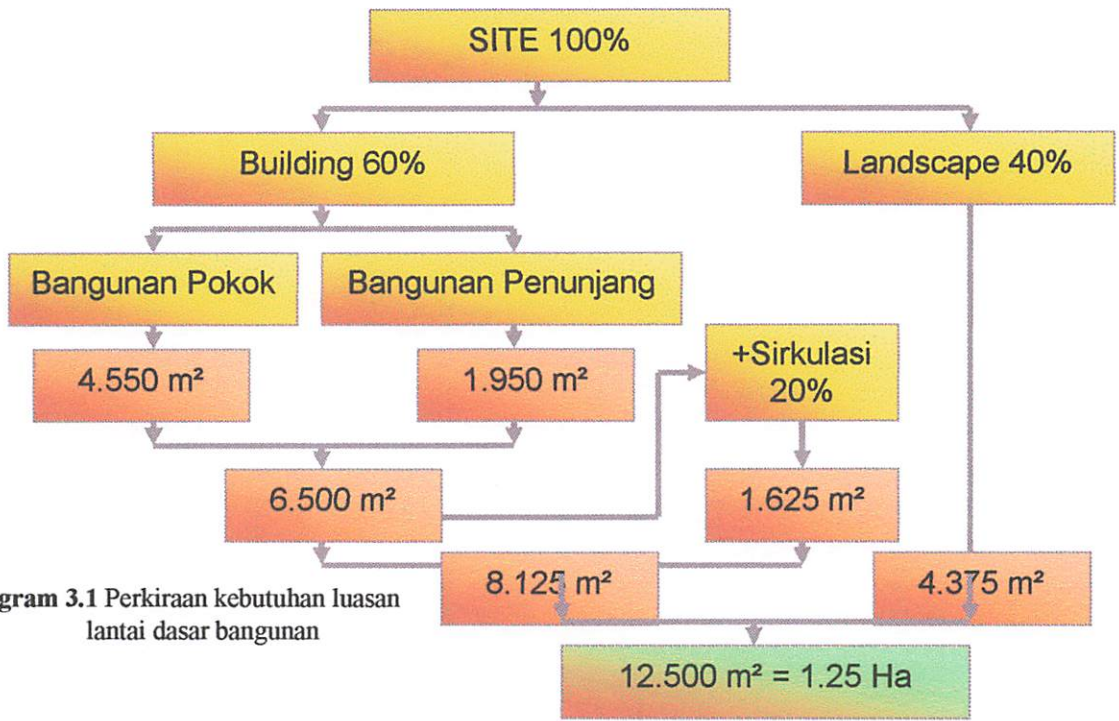 SITE 100%
Building 60%
Landscape 40%
Bangunan Pokok
Bangunan Penunjang
+Sirkulasi
20%
4.550 m²
1.950 m²
6.500 m²
1.625 m²
8.125 m²
4.375 m²
gram 3.1 Perkiraan kebutuhan luasan
lantai dasar bangunan
12.500 m² = 1.25 Ha